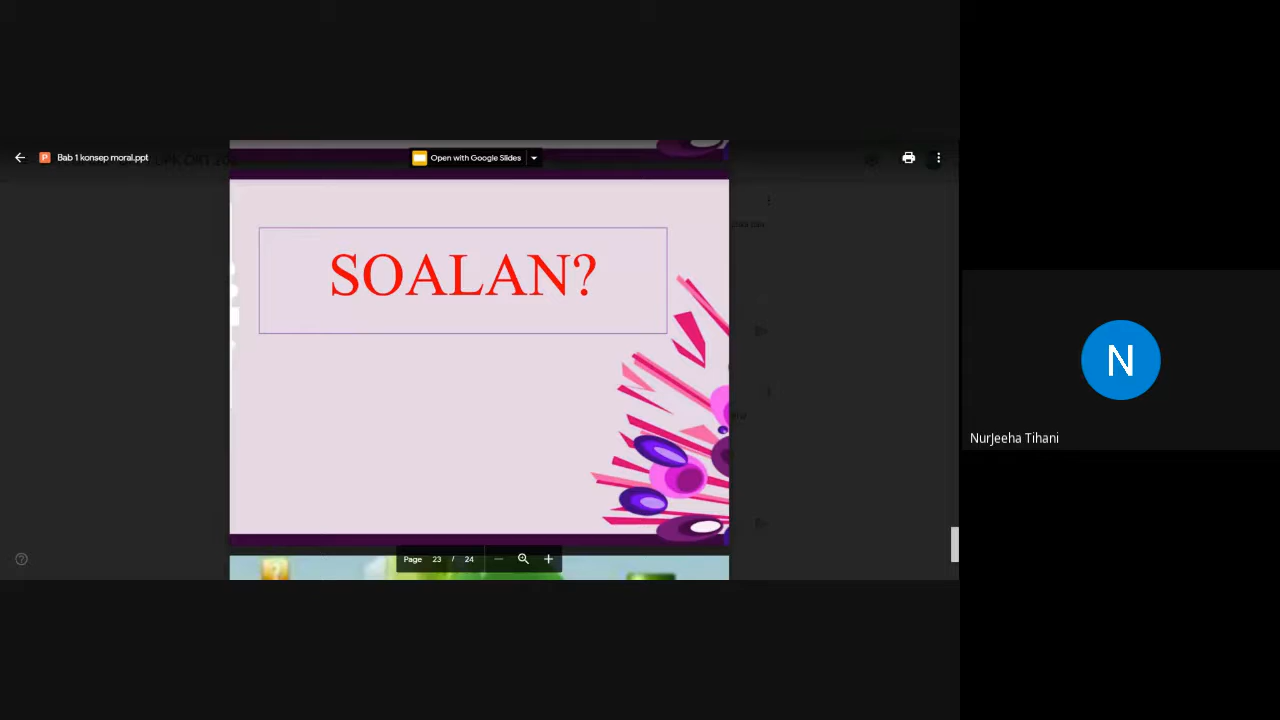 Bab 1 konsep moral.ppt
Open with Google Slides
SOALAN?
NurJeeha Tihani
N
Page 23 / 24